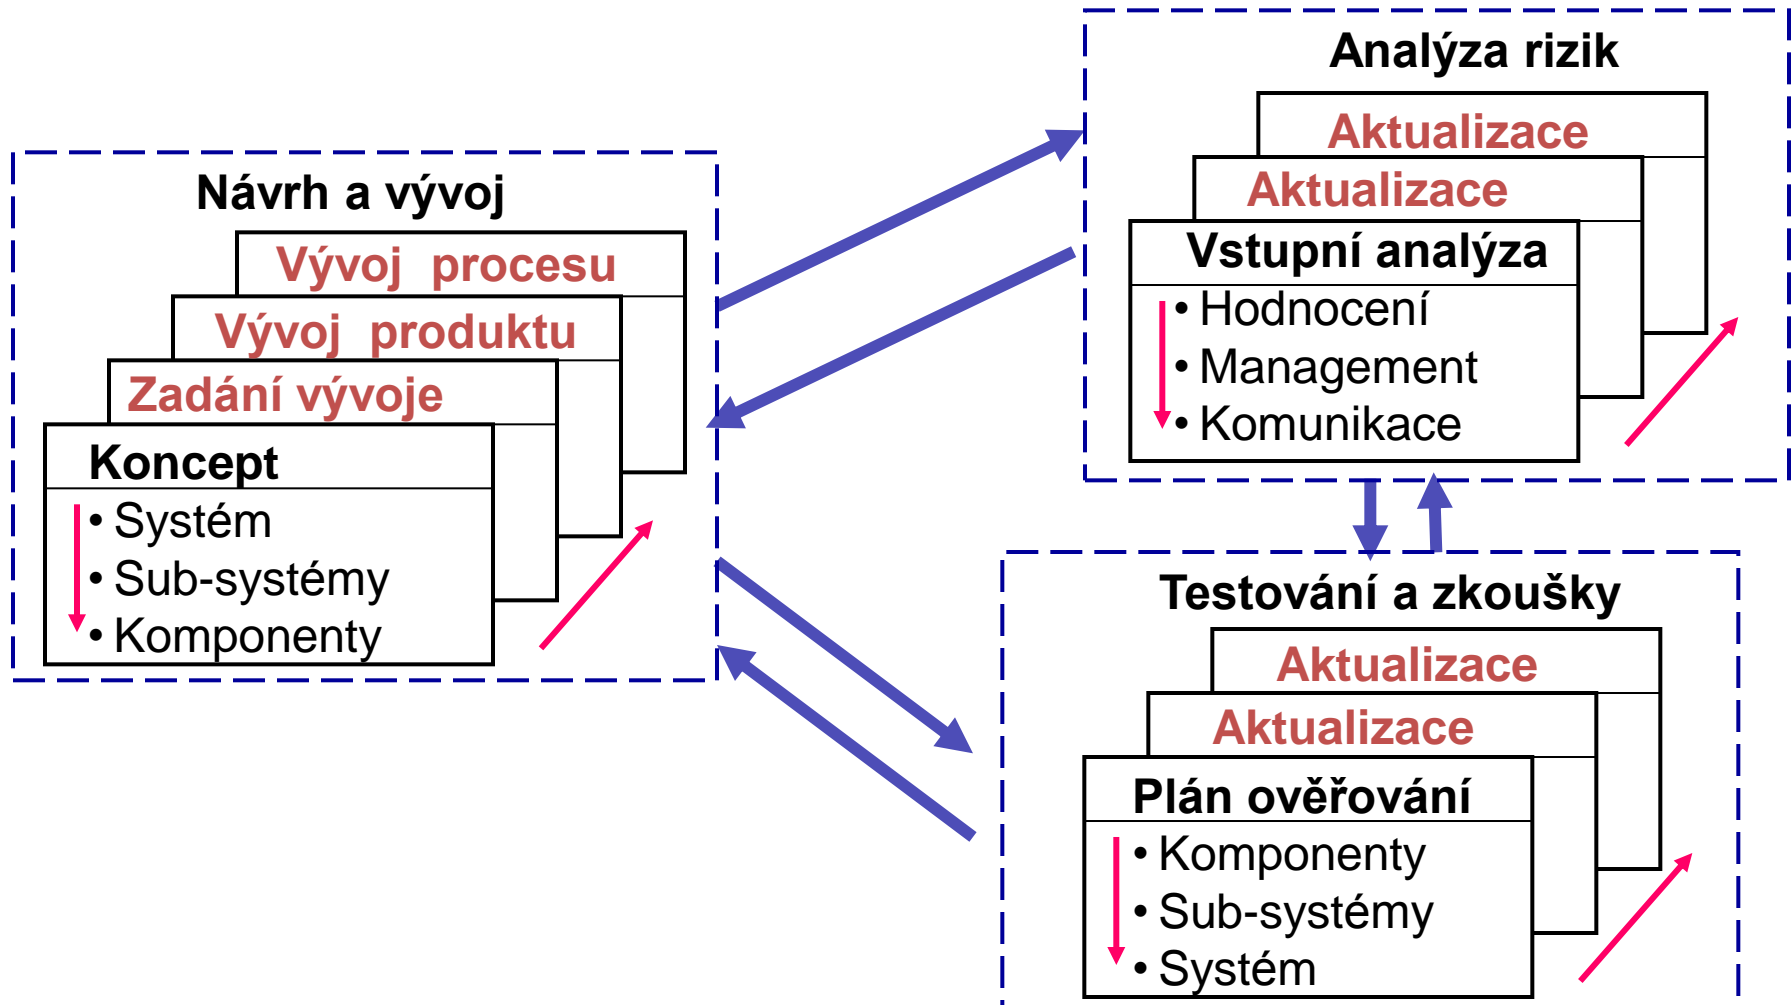 Návrh a vývoj
Vývoj procesu
Vývoj produktu
Zadání vývoje
Koncept
• Systém
• Sub-systémy
• Komponenty
Analýza rizik
Aktualizace
Aktualizace
Vstupní analýza
• Hodnocení
• Management
• Komunikace
Testování a zkoušky
Aktualizace
Aktualizace
Plán ověřování
• Komponenty
• Sub-systémy
• Systém